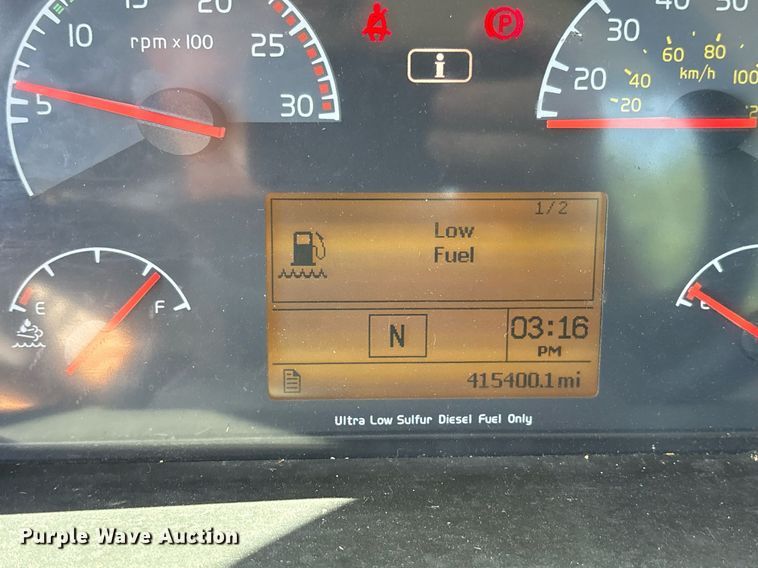 15
20
40
50
10
rpm x 100
25
P
i
60
80
5
30
20
40
km/h
100
20
1/2
Low
Fuel
E
F
E
N
03:16
PM
415400.1 mi
Ultra Low Sulfur Diesel Fuel Only
Purple Wave Auction